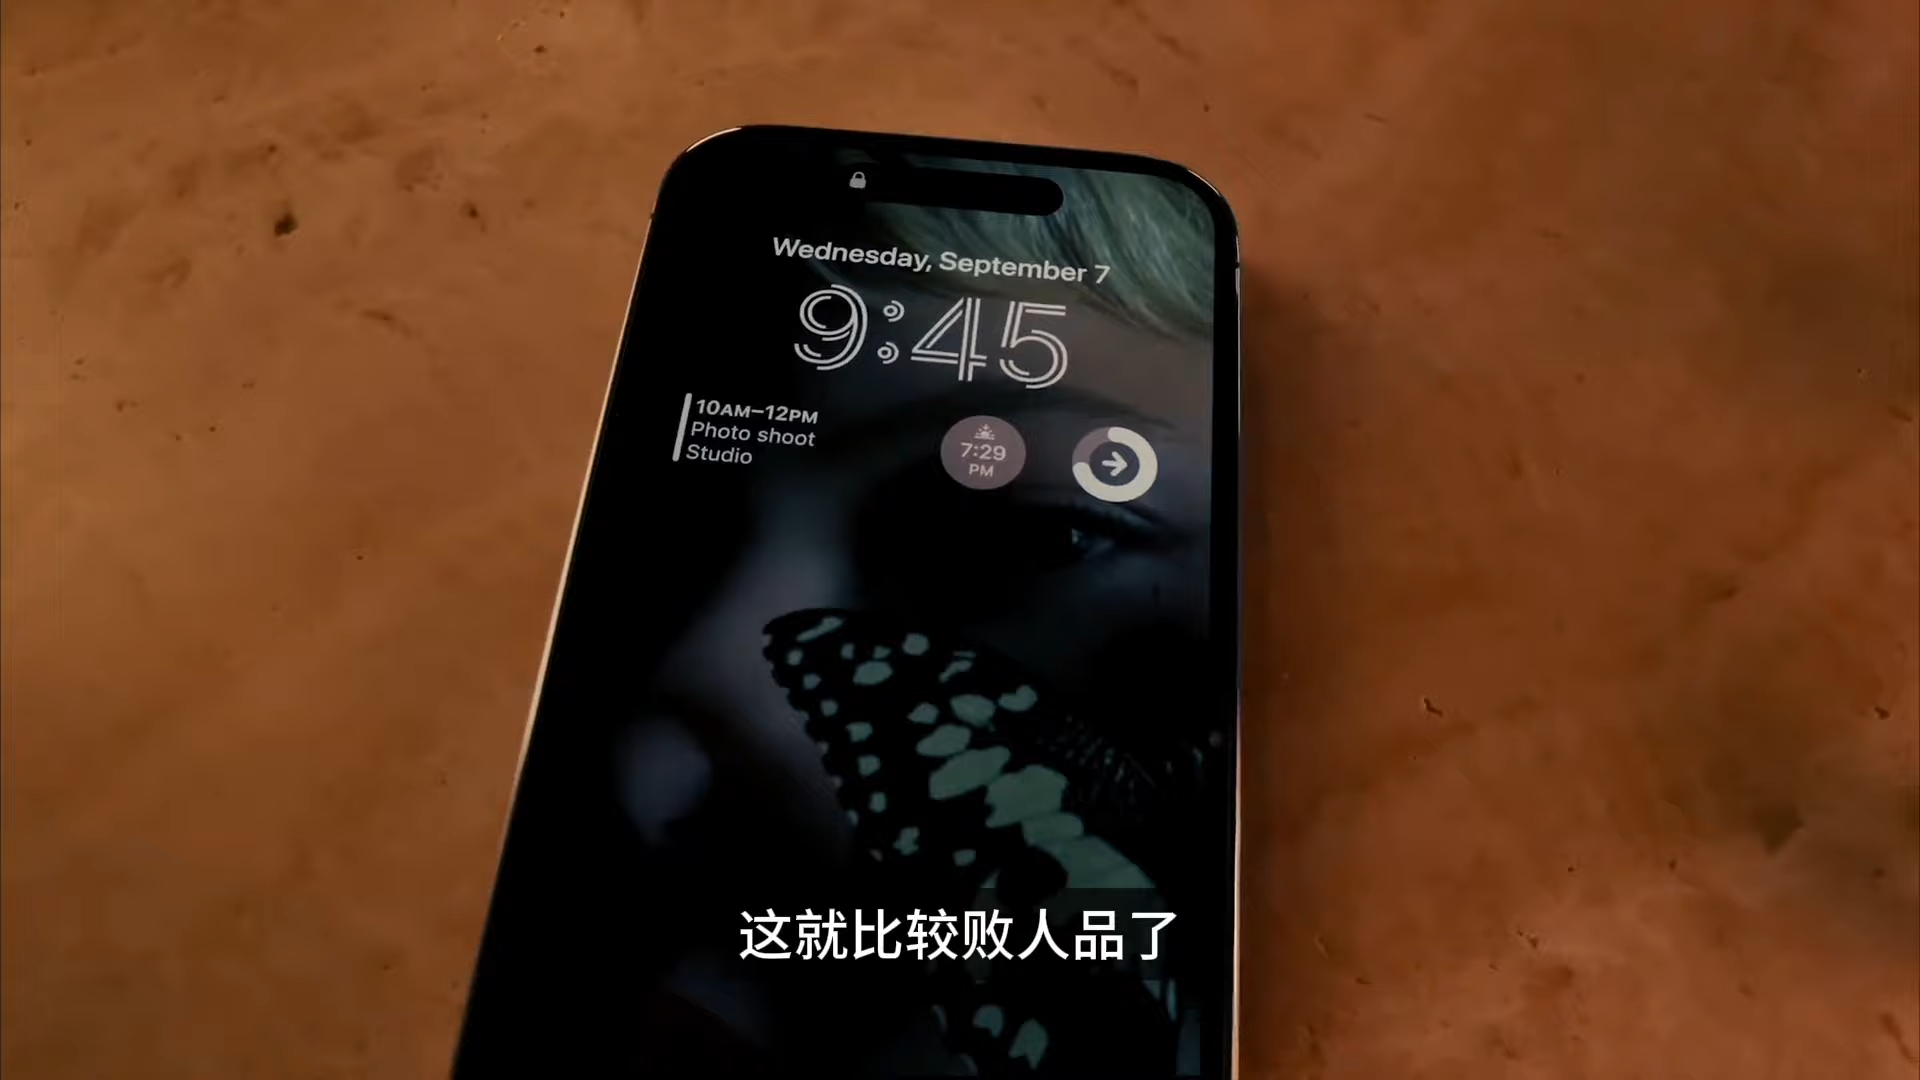 Wednesday, September 7
9:45
10AM–12PM
Photo shoot
Studio
7:29
PM
这就比较败人品了